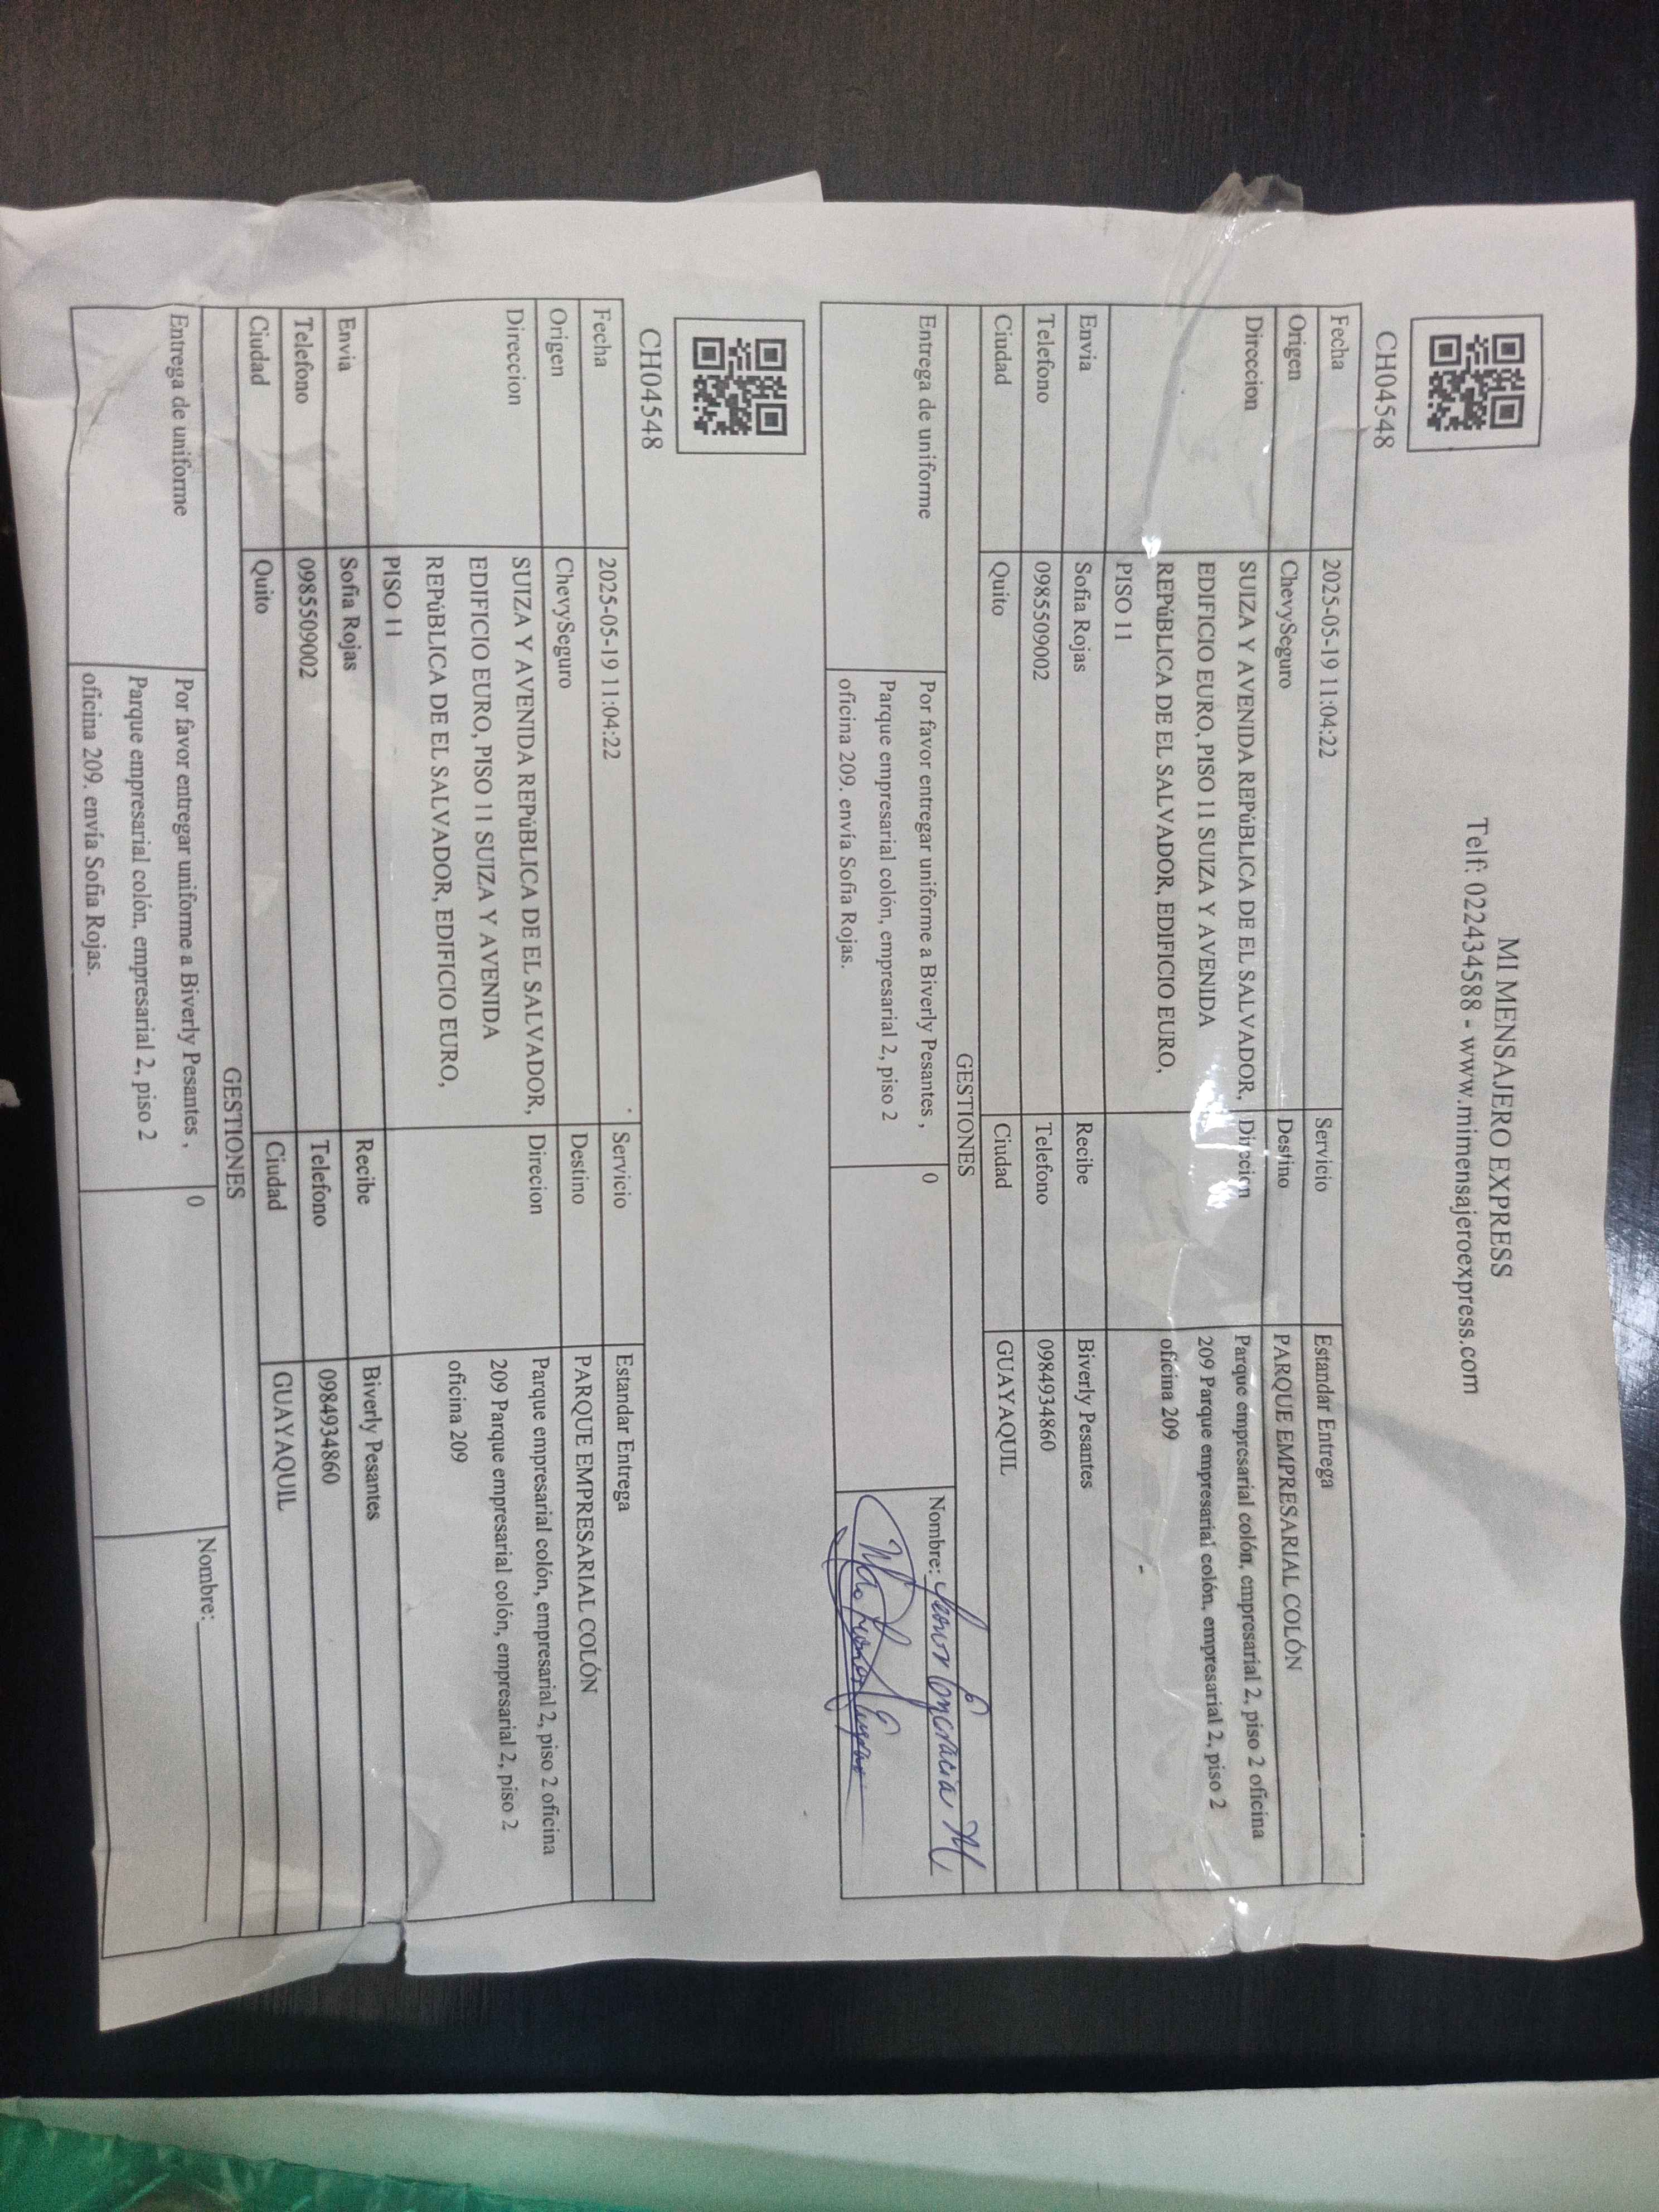 MI MENSAJERO EXPRESS
Telf: 022434588 - www.mimensajeroexpress.com
CH04548
Fecha 2025-05-19 11:04:22 Servicio Estandar Entrega
Origen ChevySeguro Destino PARQUE EMPRESARIAL COLÓN
Direccion SUIZA Y AVENIDA REPúBLICA DE EL SALVADOR, Direcion Parque empresarial colón, empresarial 2, piso 2 oficina
EDIFICIO EURO, PISO 11 SUIZA Y AVENIDA 209 Parque empresarial colón, empresarial 2, piso 2
REPúBLICA DE EL SALVADOR, EDIFICIO EURO, oficina 209
PISO 11
Envia Sofia Rojas Recibe Biverly Pesantes
Telefono 0985509002 Telefono 0984934860
Ciudad Quito Ciudad GUAYAQUIL
GESTIONES
Entrega de uniforme Por favor entregar uniforme a Biverly Pesantes , 0 Nombre: Leonor M
Parque empresarial colón, empresarial 2, piso 2
oficina 209. envía Sofia Rojas.
CH04548
Fecha 2025-05-19 11:04:22 Servicio Estandar Entrega
Origen ChevySeguro Destino PARQUE EMPRESARIAL COLÓN
Direccion SUIZA Y AVENIDA REPúBLICA DE EL SALVADOR, Direcion Parque empresarial colón, empresarial 2, piso 2 oficina
EDIFICIO EURO, PISO 11 SUIZA Y AVENIDA 209 Parque empresarial colón, empresarial 2, piso 2
REPúBLICA DE EL SALVADOR, EDIFICIO EURO, oficina 209
PISO 11
Envia Sofia Rojas Recibe Biverly Pesantes
Telefono 0985509002 Telefono 0984934860
Ciudad Quito Ciudad GUAYAQUIL
GESTIONES
Entrega de uniforme Por favor entregar uniforme a Biverly Pesantes , 0 Nombre:
Parque empresarial colón, empresarial 2, piso 2
oficina 209. envía Sofia Rojas.